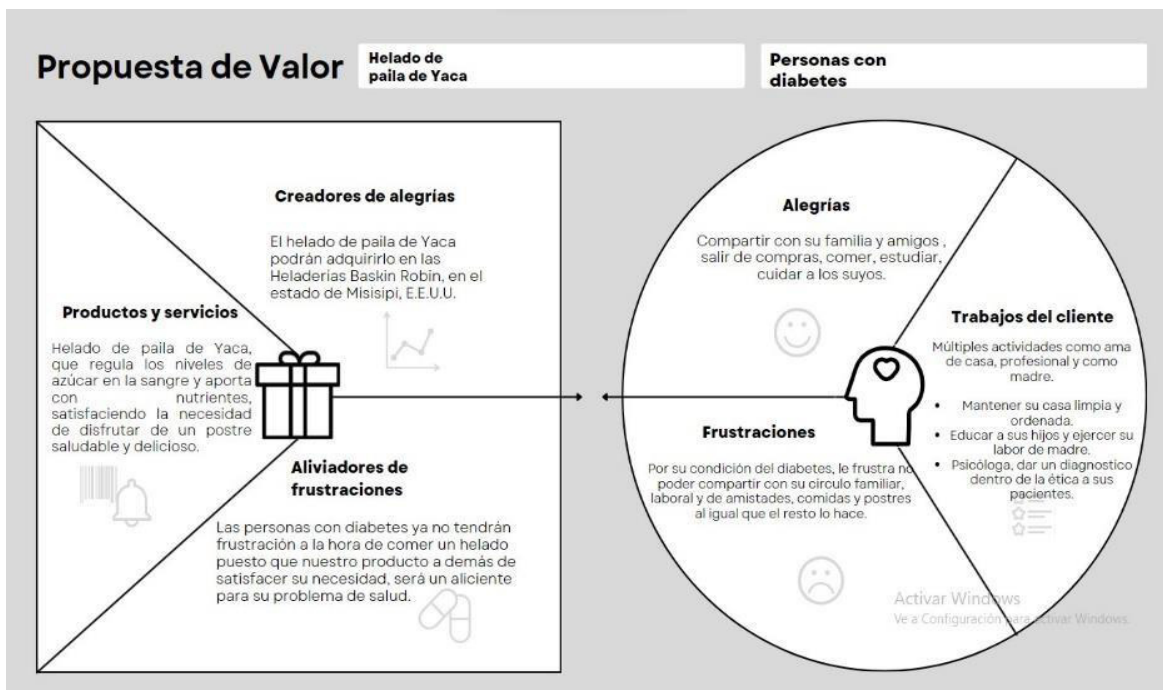 Propuesta de Valor
Helado de
paila de Yaca
Personas con
diabetes
Creadores de alegrías
El helado de paila de Yaca
podrán adquirirlo en las
Heladerías Baskin Robin, en el
estado de Misisipi, E.E.U.U.
Productos y servicios
Helado de paila de Yaca,
que regula los niveles de
azúcar en la sangre y aporta
con nutrientes,
satisfaciendo la necesidad
de disfrutar de un postre
saludable y delicioso.
Aliviadores de
frustraciones
Las personas con diabetes ya no tendrán
frustración a la hora de comer un helado
puesto que nuestro producto a demás de
satisfacer su necesidad, será un aliciente
para su problema de salud.
Alegrías
Compartir con su familia y amigos ,
salir de compras, comer, estudiar,
cuidar a los suyos.
Frustraciones
Por su condición del diabetes, le frustra no
poder compartir con su circulo familiar,
laboral y de amistades, comidas y postres
al igual que el resto lo hace.
Trabajos del cliente
Múltiples actividades como ama
de casa, profesional y como
madre.
• Mantener su casa limpia y
ordenada.
• Educar a sus hijos y ejercer su
labor de madre.
• Psicóloga, dar un diagnostico
dentro de la ética a sus
pacientes.
Activar Windows
Ve a Configuración para activar Windows.